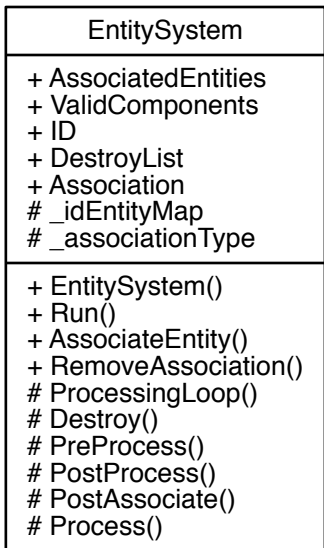 EntitySystem
+ AssociatedEntities
+ ValidComponents
+ ID
+ DestroyList
+ Association
# _idEntityMap
# _associationType
+ EntitySystem()
+ Run()
+ AssociateEntity()
+ RemoveAssociation()
# ProcessingLoop()
# Destroy()
# PreProcess()
# PostProcess()
# PostAssociate()
# Process()